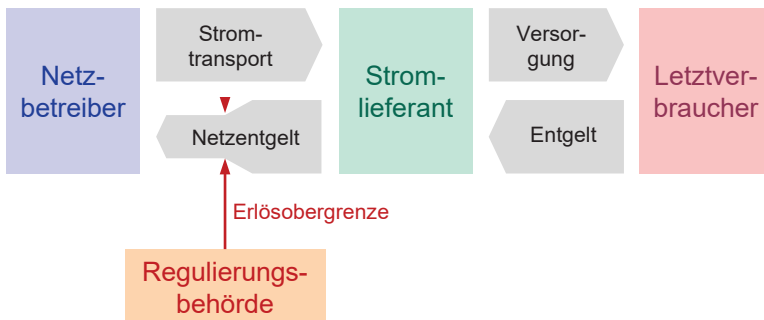 Netz-
betreiber
Strom-
transport
Netzentgelt
Strom-
lieferant
Versor-
gung
Entgelt
Letztver-
braucher
Erlösobergrenze
Regulierungs-
behörde